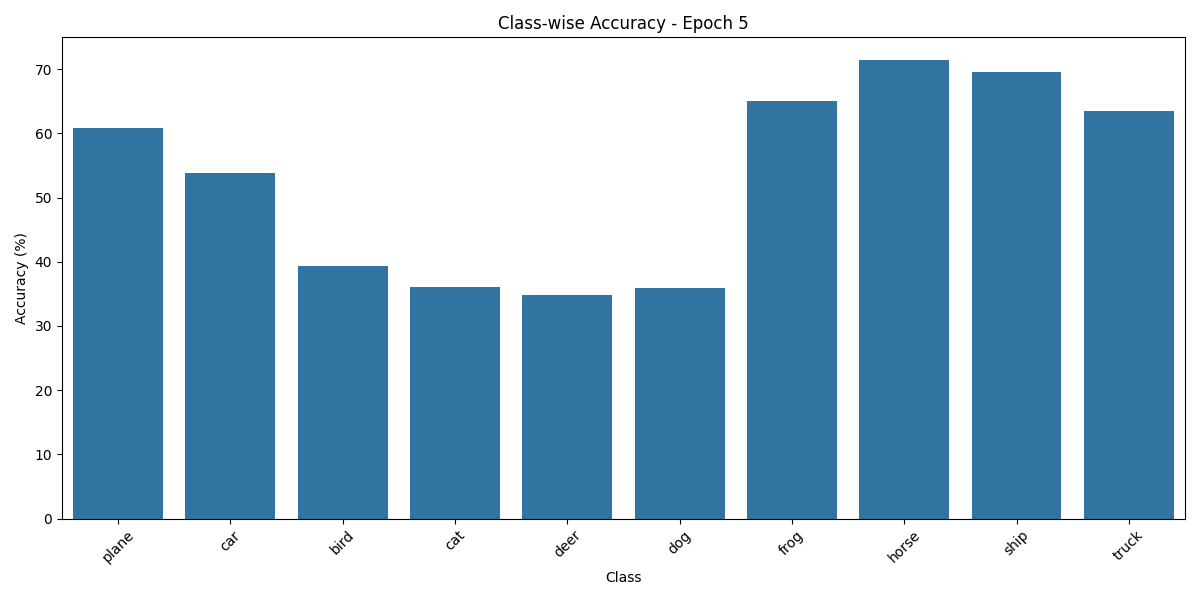 Class-wise Accuracy - Epoch 5
Accuracy (%)
70
60
50
40
30
20
10
0
plane
car
bird
cat
deer
dog
frog
horse
ship
truck
Class